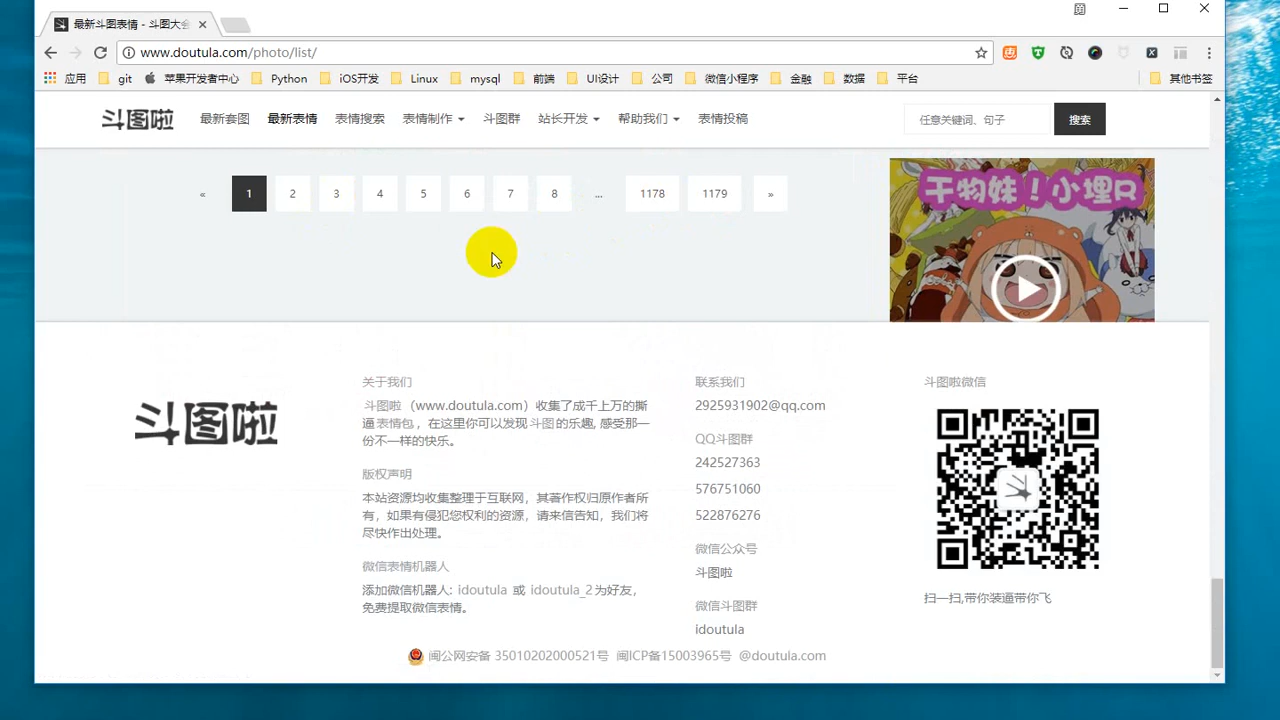 最新斗图表情 - 斗图大全
www.doutula.com/photo/list/
应用 git 苹果开发者中心 Python iOS开发 Linux mysql 前端 UI设计 公司 微信小程序 金融 数据 平台 其他书签
斗图啦 最新套图 最新表情 表情搜索 表情制作 斗图群 站长开发 帮助我们 表情投稿 任意关键词、句子 搜索
« 1 2 3 4 5 6 7 8 ... 1178 1179 »
干物妹！小埋R
斗图啦
关于我们
斗图啦（www.doutula.com）收集了成千上万的撕
逼表情包，在这里你可以发现斗图的乐趣, 感受那一
份不一样的快乐。
版权声明
本站资源均收集整理于互联网，其著作权归原作者所
有，如果有侵犯您权利的资源，请来信告知，我们将
尽快作出处理。
微信表情机器人
添加微信机器人: idoutula 或 idoutula_2 为好友，
免费提取微信表情。
联系我们
2925931902@qq.com
QQ斗图群
242527363
576751060
522876276
微信公众号
斗图啦
微信斗图群
idoutula
斗图啦微信
扫一扫,带你装逼带你飞
闽公网安备 35010202000521号 闽ICP备15003965号 @doutula.com